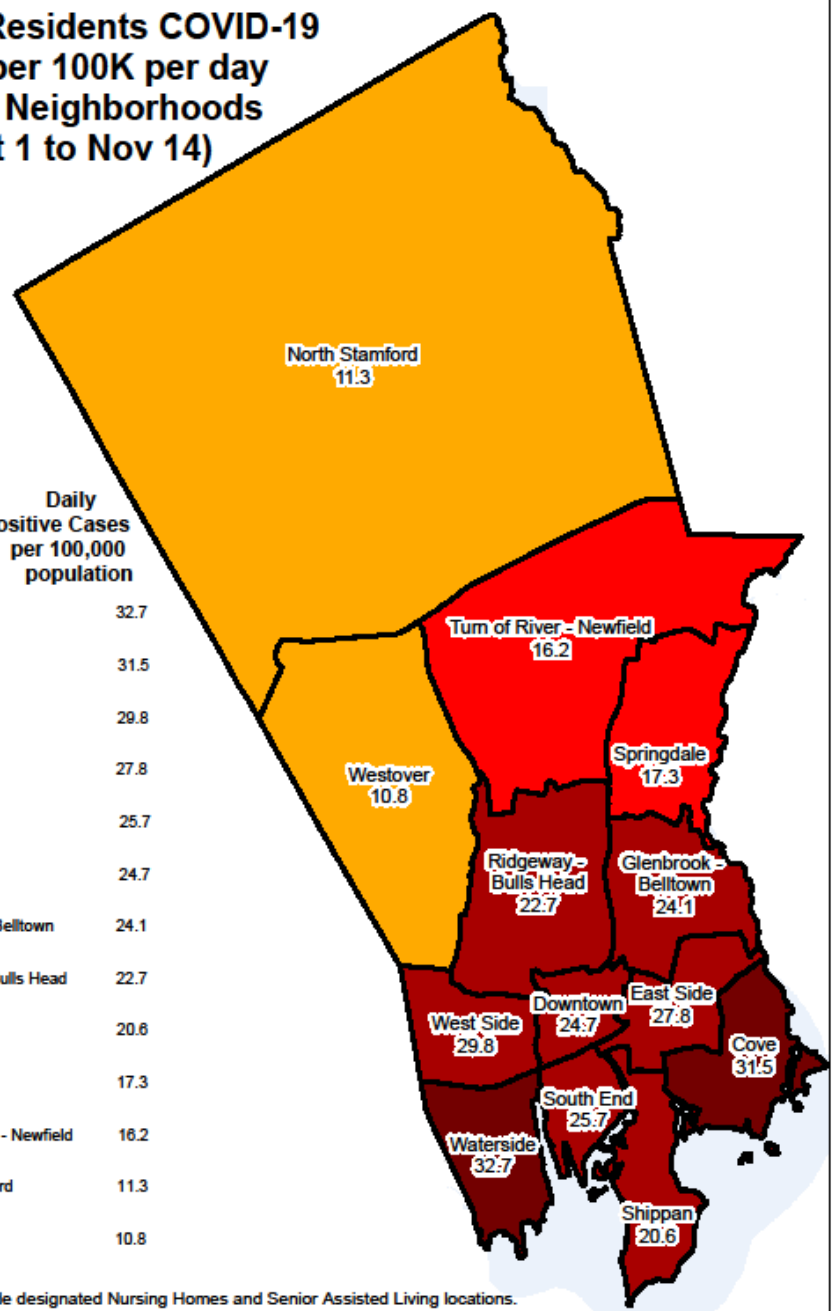 Residents COVID-19
per 100K per day
Neighborhoods
t 1 to Nov 14)
North Stamford
11.3
Daily
ositive Cases
per 100,000
population
32.7
31.5
29.8
27.8
25.7
24.7
Belltown 24.1
ulls Head 22.7
20.6
17.3
- Newfield 16.2
rd 11.3
10.8
Turn of River - Newfield
16.2
Springdale
17.3
Westover
10.8
Ridgeway -
Bulls Head
22.7
Glenbrook -
Belltown
24.1
West Side
29.8
Downtown
24.7
East Side
27.8
Cove
31.5
South End
25.7
Waterside
32.7
Shippan
20.6
de designated Nursing Homes and Senior Assisted Living locations.